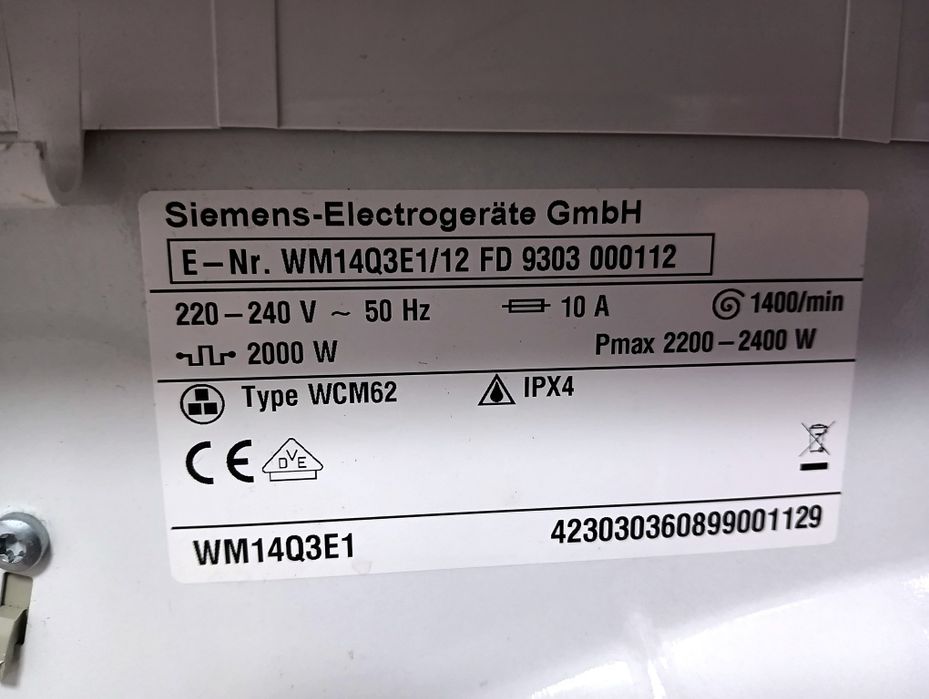 Siemens-Electrogeräte GmbH
E-Nr. WM14Q3E1/12 FD 9303 000112
220-240 V ~ 50 Hz 10 A 1400/min
2000 W Pmax 2200-2400 W
Type WCM62 IPX4
CE DVE
WM14Q3E1 423030360899001129